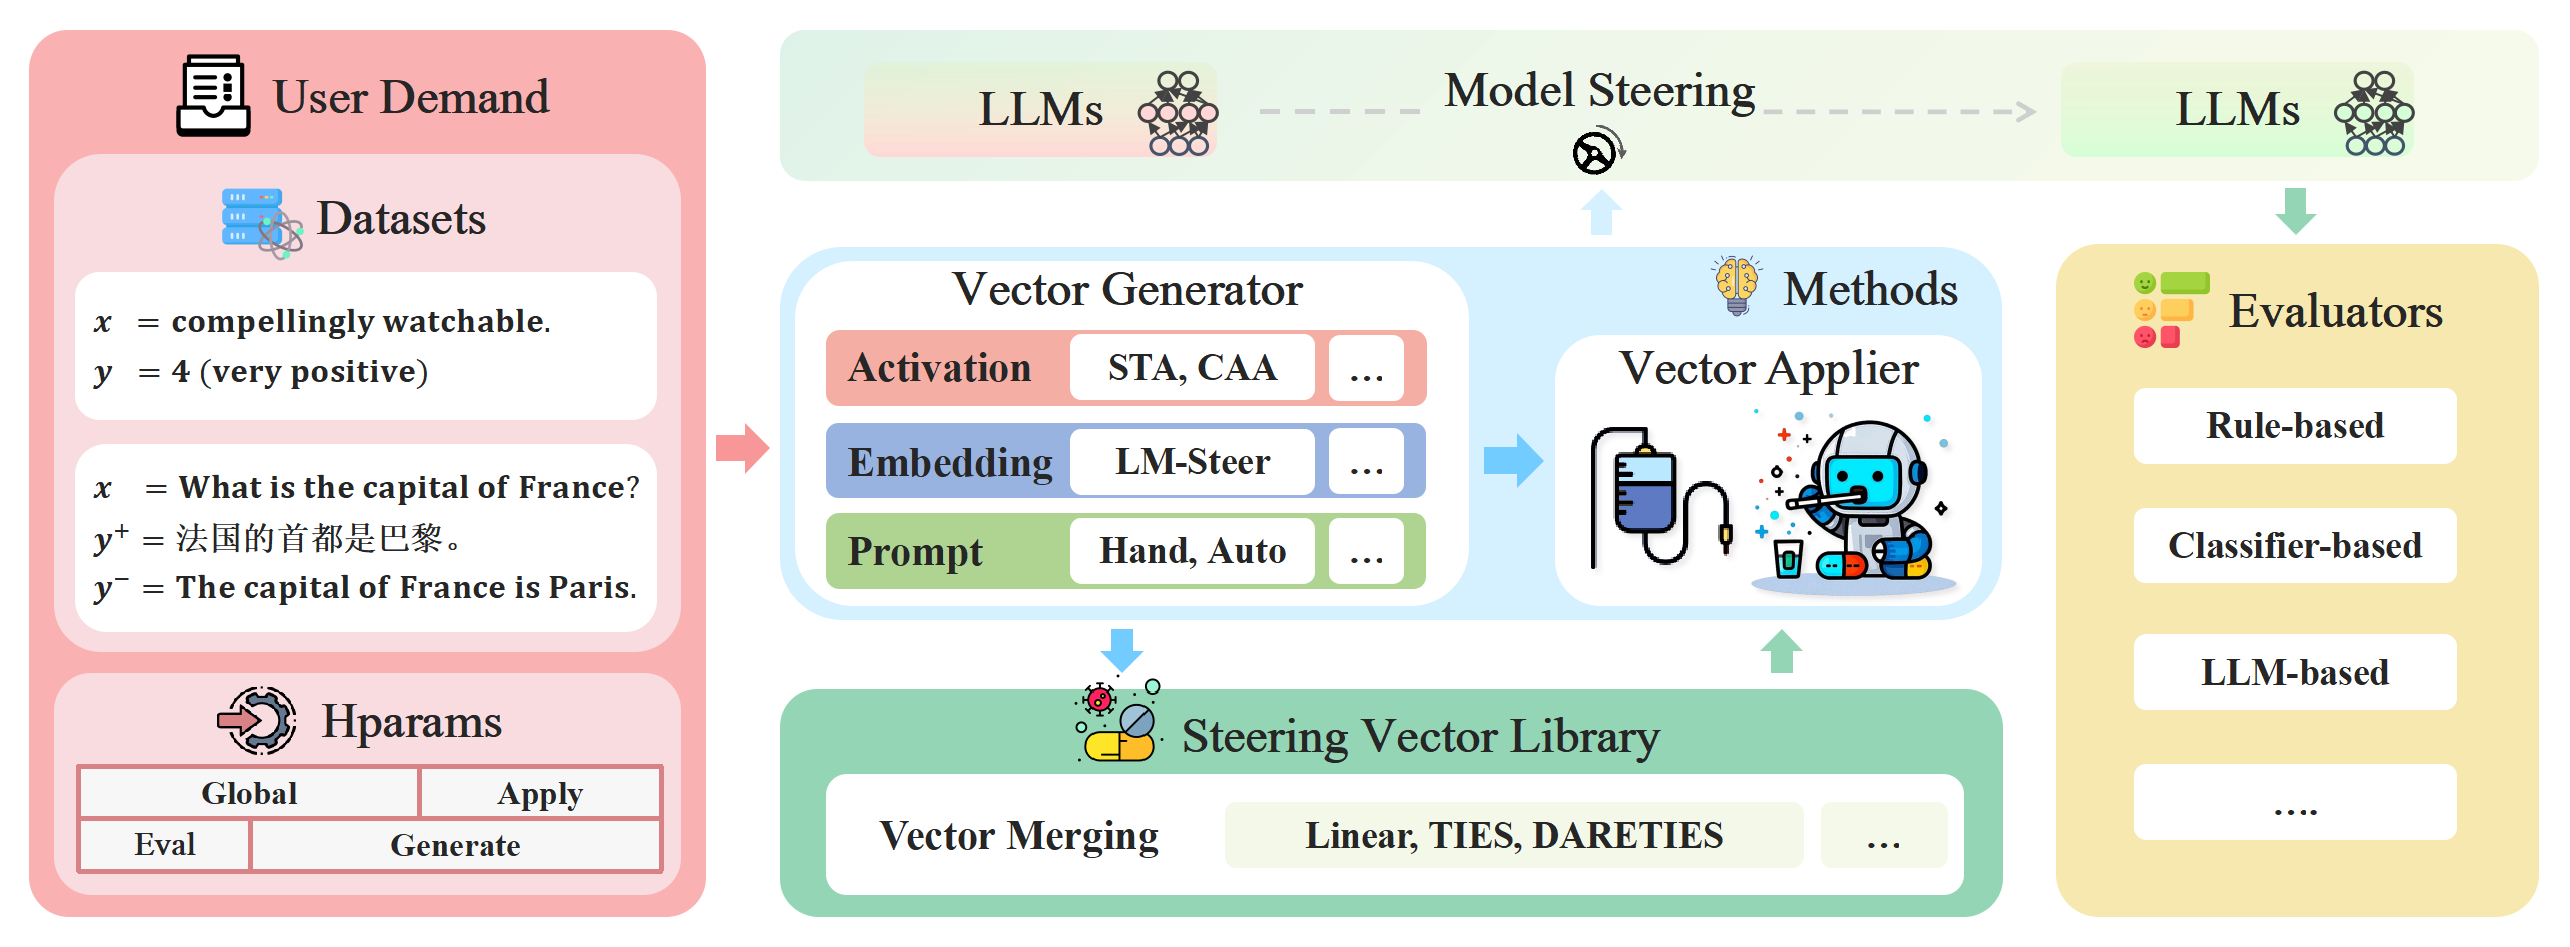 User Demand
Datasets
x = compellingly watchable.
y = 4 (very positive)
x = What is the capital of France?
y⁺ = 法国的首都是巴黎。
y⁻ = The capital of France is Paris.
Hparams
Global Apply
Eval Generate
LLMs
Model Steering
LLMs
Vector Generator
Activation STA, CAA ...
Embedding LM-Steer ...
Prompt Hand, Auto ...
Methods
Vector Applier
Steering Vector Library
Vector Merging Linear, TIES, DARETIES ...
Evaluators
Rule-based
Classifier-based
LLM-based
....